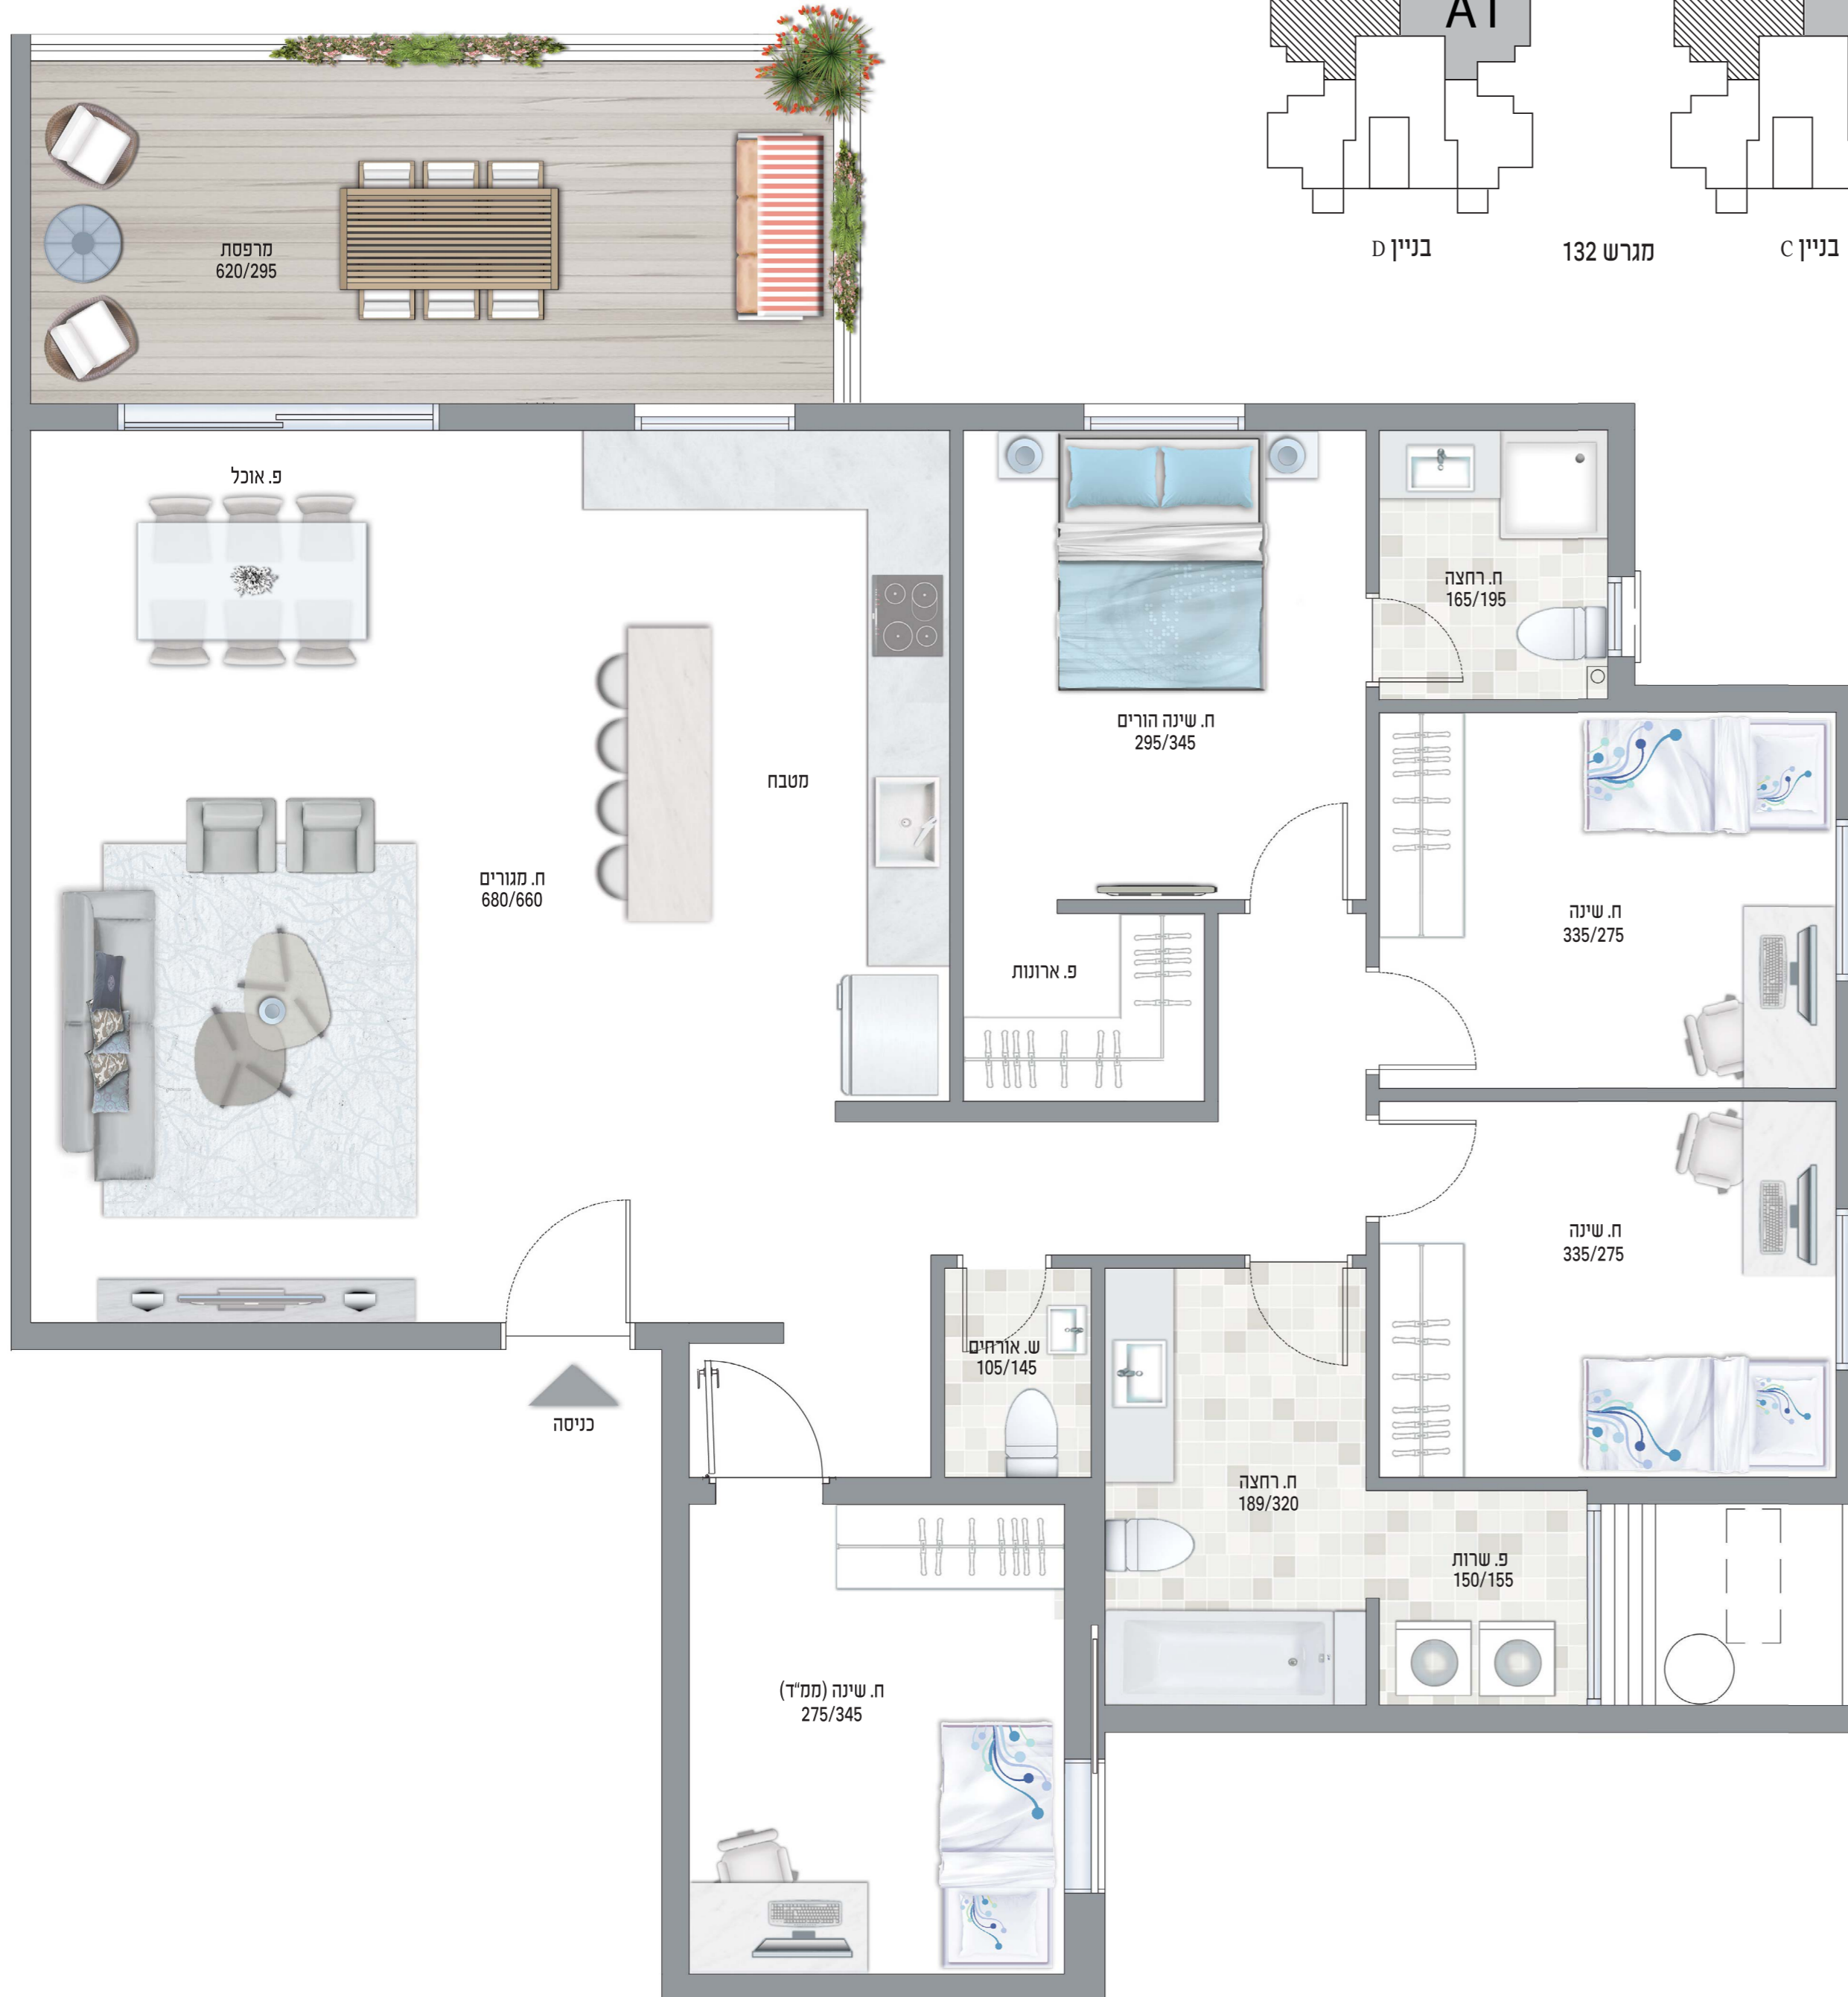 A1
בניין D
מגרש 132
בניין C
מרפסת
620/295
פ. אוכל
ח. רחצה
165/195
ח. שינה הורים
295/345
מטבח
ח. מגורים
680/660
ח. שינה
335/275
פ. ארונות
ח. שינה
335/275
ש. אורחים
105/145
כניסה
ח. רחצה
189/320
פ. שרות
150/155
ח. שינה (ממ"ד)
275/345